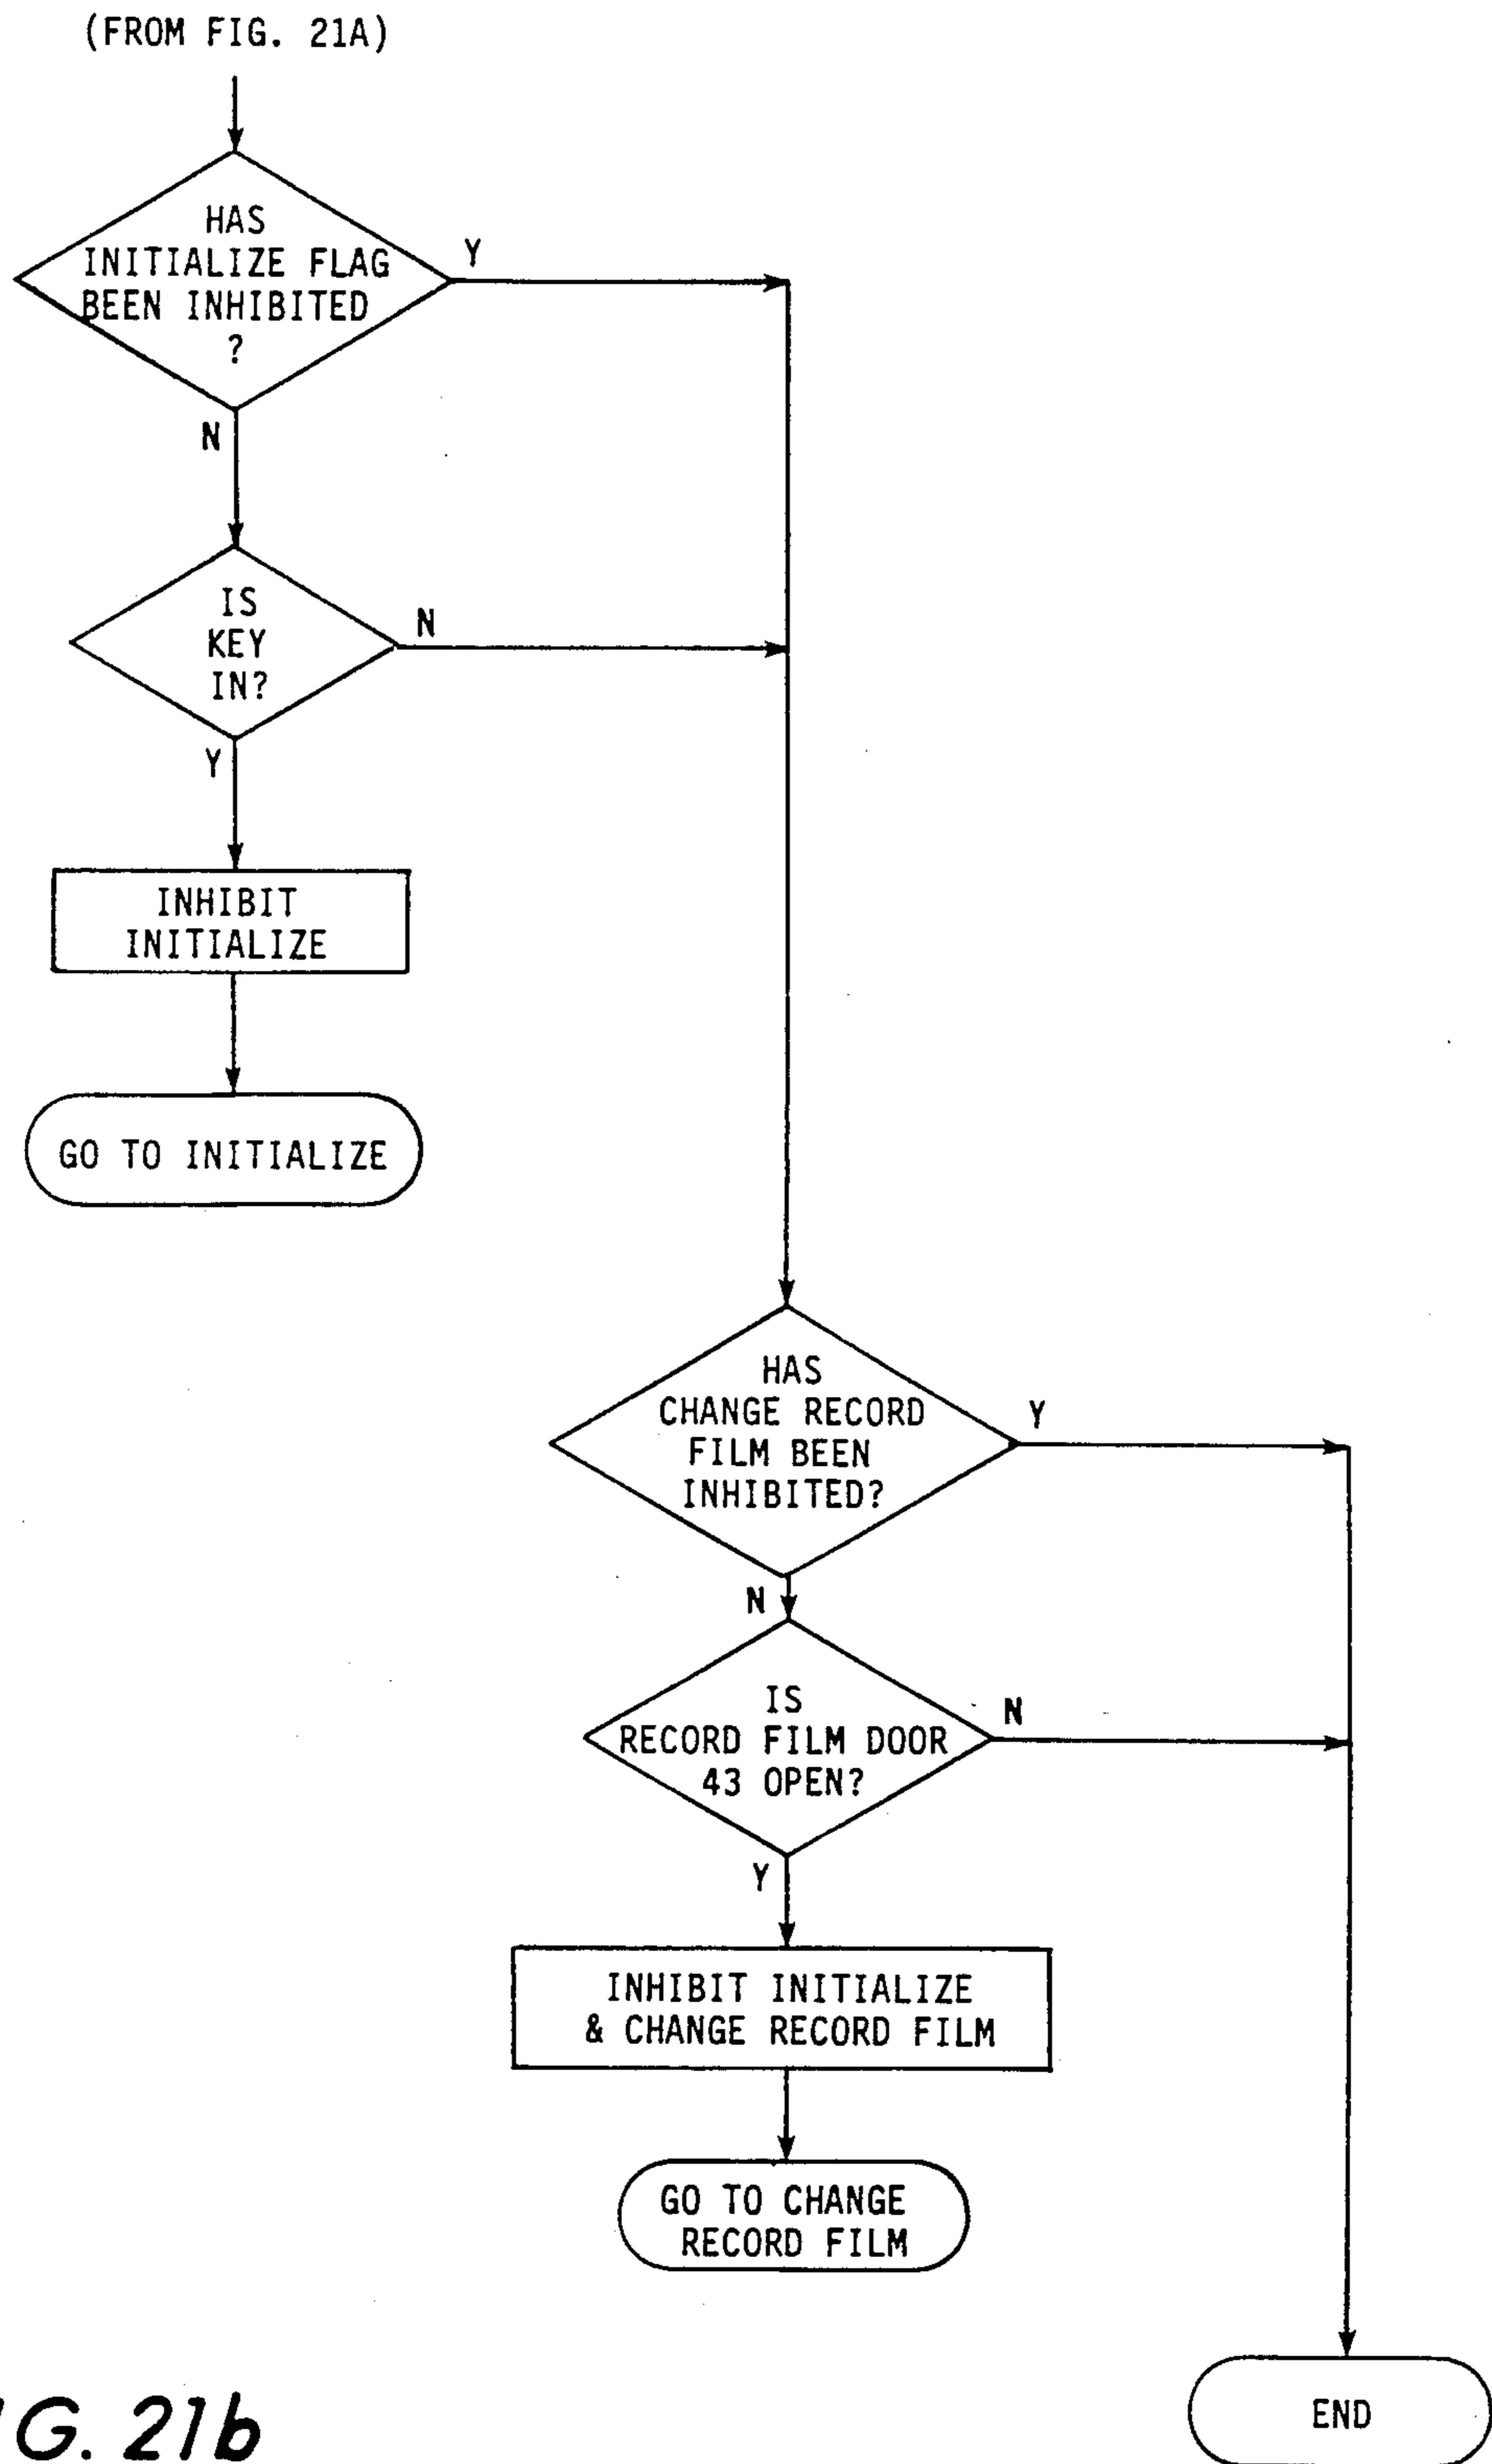 (FROM FIG. 21A)
HAS
INITIALIZE FLAG
BEEN INHIBITED
?
Y
N
IS
KEY
IN?
N
Y
INHIBIT
INITIALIZE
GO TO INITIALIZE
HAS
CHANGE RECORD
FILM BEEN
INHIBITED?
Y
N
IS
RECORD FILM DOOR
43 OPEN?
N
Y
INHIBIT INITIALIZE
& CHANGE RECORD FILM
GO TO CHANGE
RECORD FILM
END
G. 21b